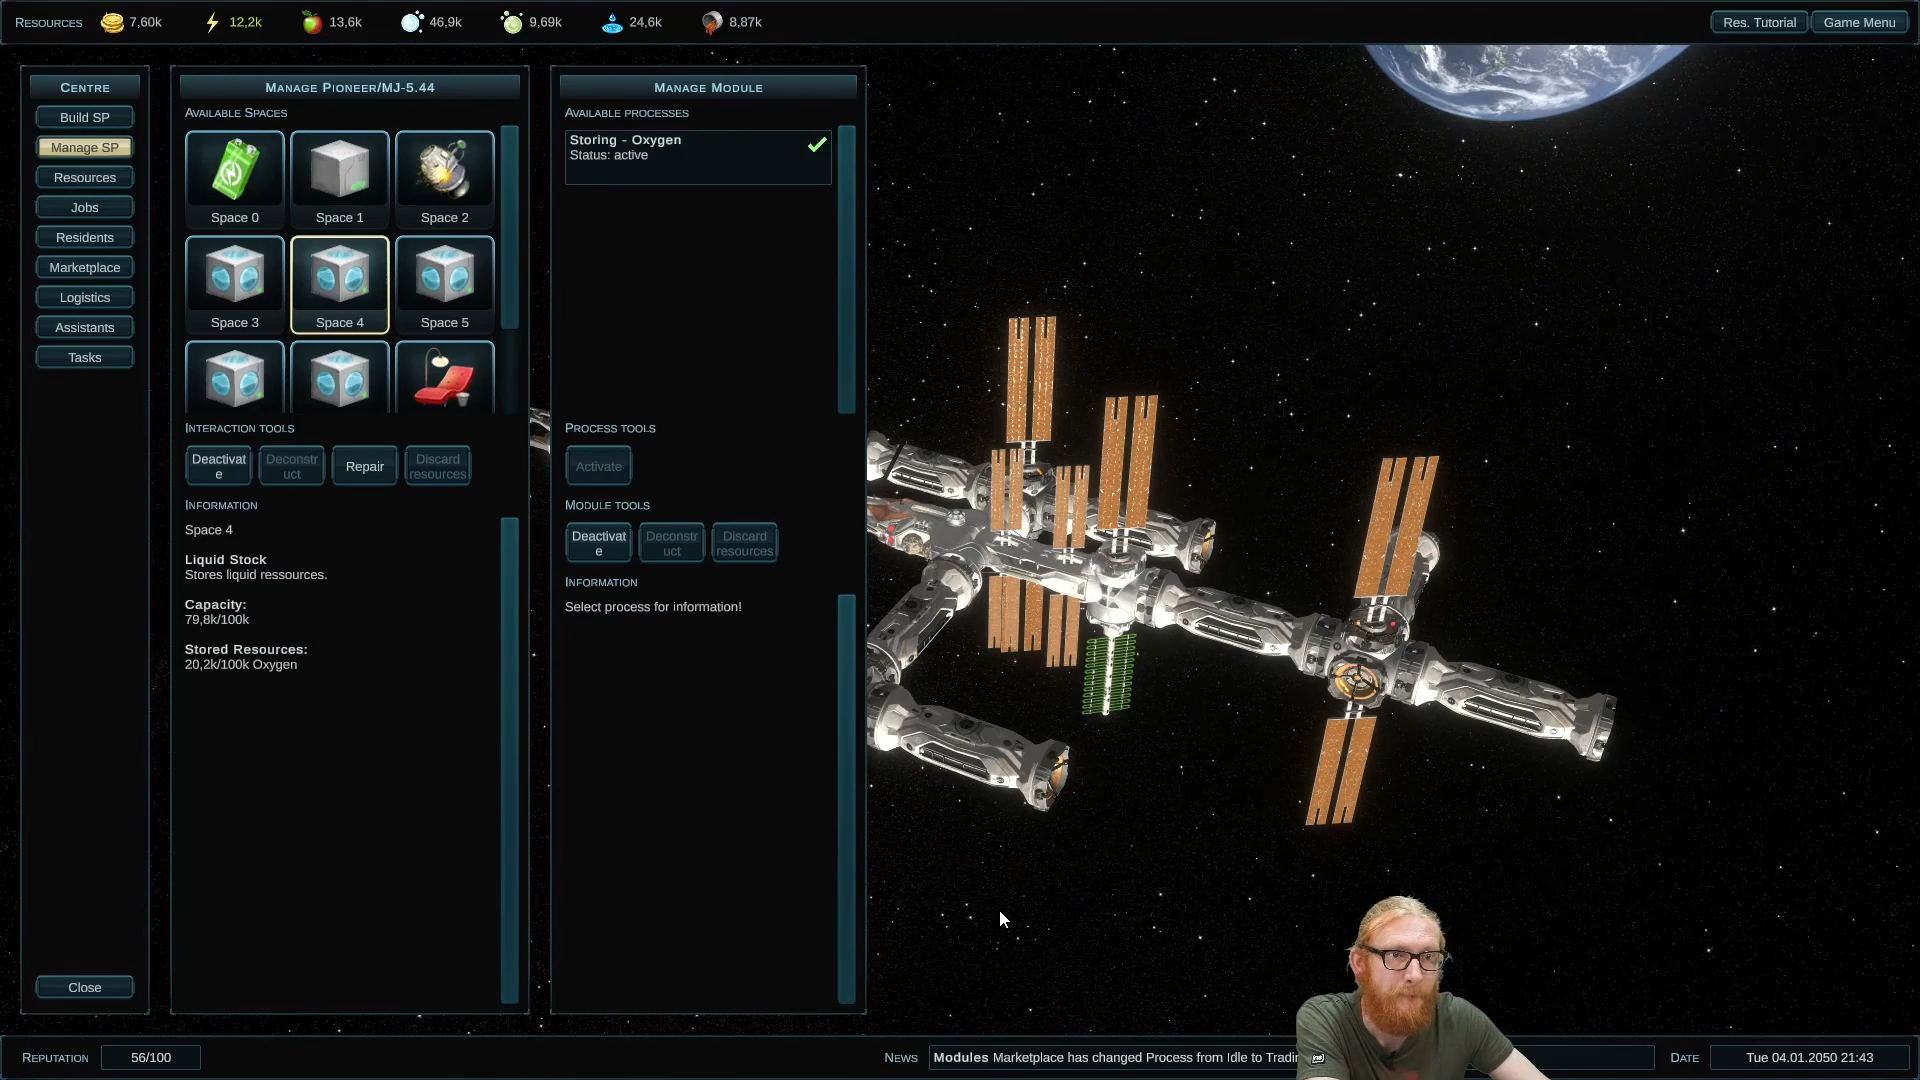 Resources 7,60k 12,2k 13,6k 46,9k 9,69k 24,6k 8,87k Res. Tutorial Game Menu
Centre
Build SP
Manage SP
Resources
Jobs
Residents
Marketplace
Logistics
Assistants
Tasks
Close
Manage Pioneer/MJ-5.44
Available Spaces
Space 0 Space 1 Space 2
Space 3 Space 4 Space 5
Interaction Tools
Deactivat
e
Deconstr
uct
Repair
Discard
resources
Information
Space 4
Liquid Stock
Stores liquid ressources.
Capacity:
79,8k/100k
Stored Resources:
20,2k/100k Oxygen
Manage Module
Available processes
Storing - Oxygen
Status: active
Process tools
Activate
Module tools
Deactivat
e
Deconstr
uct
Discard
resources
Information
Select process for information!
Reputation 56/100
News Modules Marketplace has changed Process from Idle to Tradin
Date Tue 04.01.2050 21:43